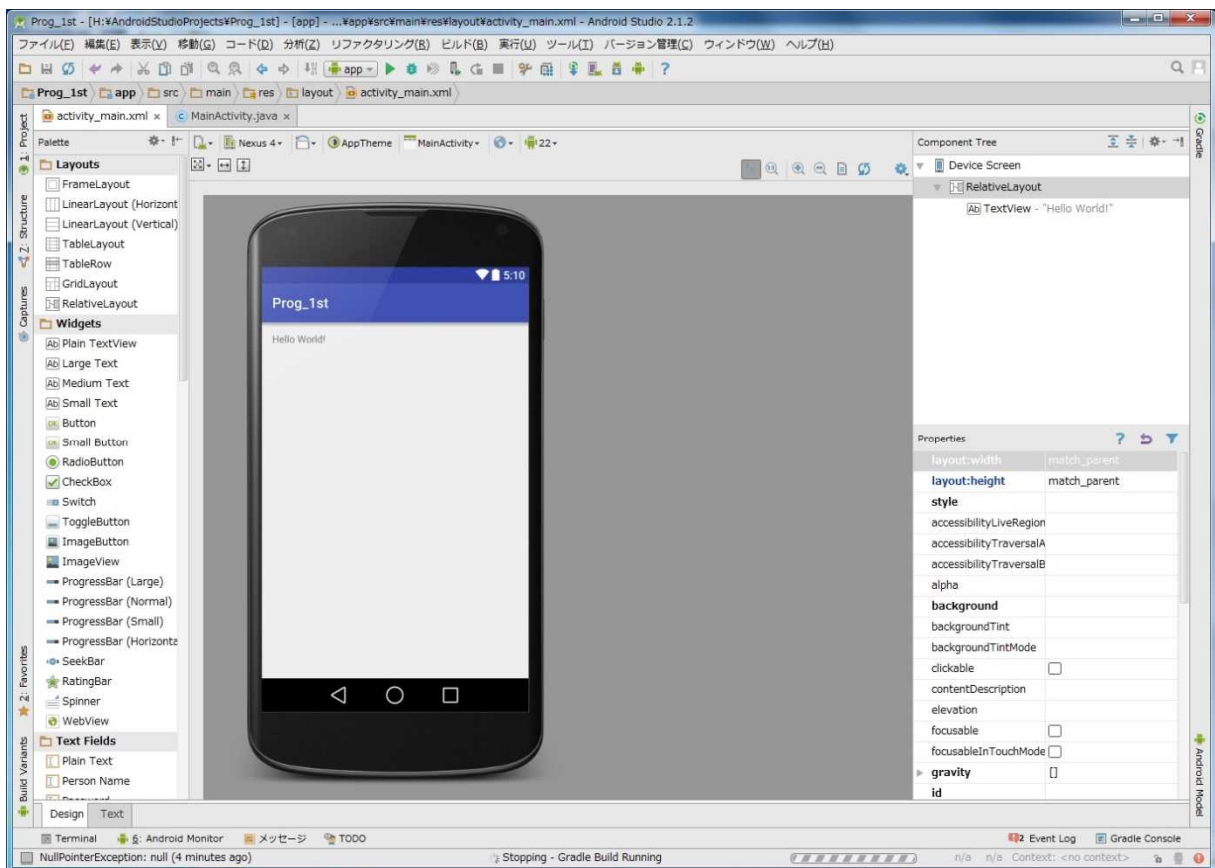 Prog_1st - [H:¥AndroidStudioProjects¥Prog_1st] - [app] - ...¥app¥src¥main¥res¥layout¥activity_main.xml - Android Studio 2.1.2
ファイル(F) 編集(E) 表示(V) 移動(G) コード(D) 分析(Z) リファクタリング(R) ビルド(B) 実行(U) ツール(T) バージョン管理(C) ウィンドウ(W) ヘルプ(H)
app
Prog_1st app src main res layout activity_main.xml
activity_main.xml MainActivity.java
1: Project
Z: Structure
Captures
2: Favorites
Build Variants
Palette
Layouts
FrameLayout
LinearLayout (Horizont
LinearLayout (Vertical)
TableLayout
TableRow
GridLayout
RelativeLayout
Widgets
Ab Plain TextView
Ab Large Text
Ab Medium Text
Ab Small Text
OK Button
OK Small Button
RadioButton
CheckBox
Switch
ToggleButton
ImageButton
ImageView
ProgressBar (Large)
ProgressBar (Normal)
ProgressBar (Small)
ProgressBar (Horizonta
SeekBar
RatingBar
Spinner
WebView
Text Fields
Plain Text
Person Name
Design Text
Nexus 4 AppTheme MainActivity 22
5:10
Prog_1st
Hello World!
Component Tree
Device Screen
RelativeLayout
Ab TextView - "Hello World!"
Properties
layout:width match_parent
layout:height match_parent
style
accessibilityLiveRegion
accessibilityTraversalA
accessibilityTraversalB
alpha
background
backgroundTint
backgroundTintMode
clickable
contentDescription
elevation
focusable
focusableInTouchMode
gravity []
id
Gradle
Android Model
Terminal 6: Android Monitor メッセージ TODO 2 Event Log Gradle Console
NullPointerException: null (4 minutes ago) Stopping - Gradle Build Running n/a n/a Context: <no context>